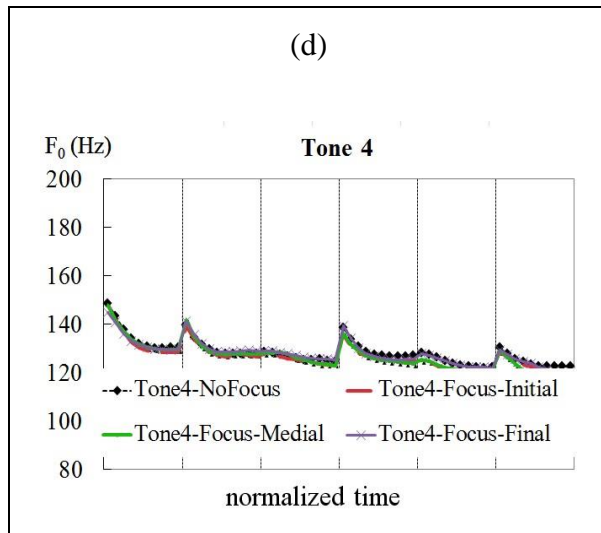 (d)
F₀ (Hz)
Tone 4
200
180
160
140
120
100
80
Tone4-NoFocus
Tone4-Focus-Initial
Tone4-Focus-Medial
Tone4-Focus-Final
normalized time